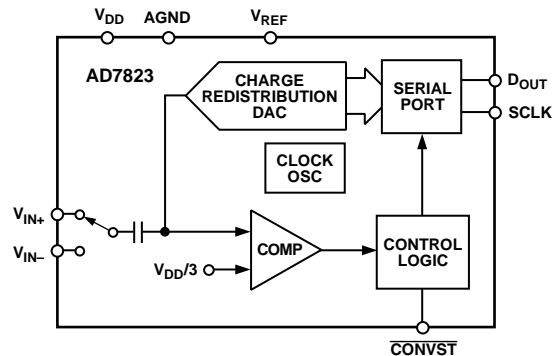 VDD AGND VREF
AD7823
CHARGE
REDISTRIBUTION
DAC
SERIAL
PORT
DOUT
SCLK
CLOCK
OSC
VIN+
VIN–
COMP
VDD/3
CONTROL
LOGIC
CONVST